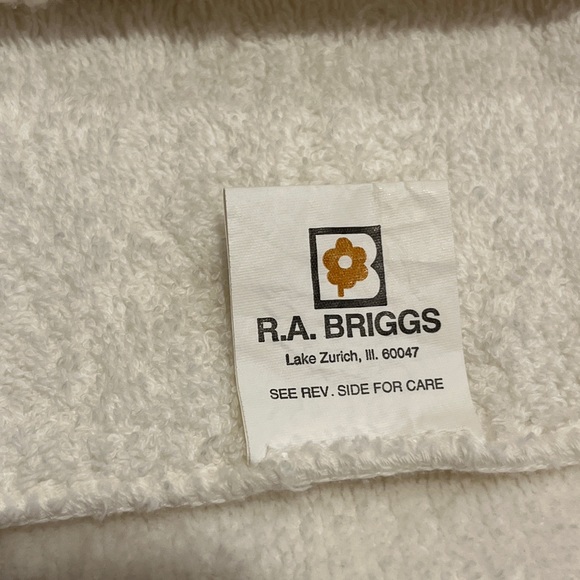 B
R.A. BRIGGS
Lake Zurich, Ill. 60047
SEE REV. SIDE FOR CARE